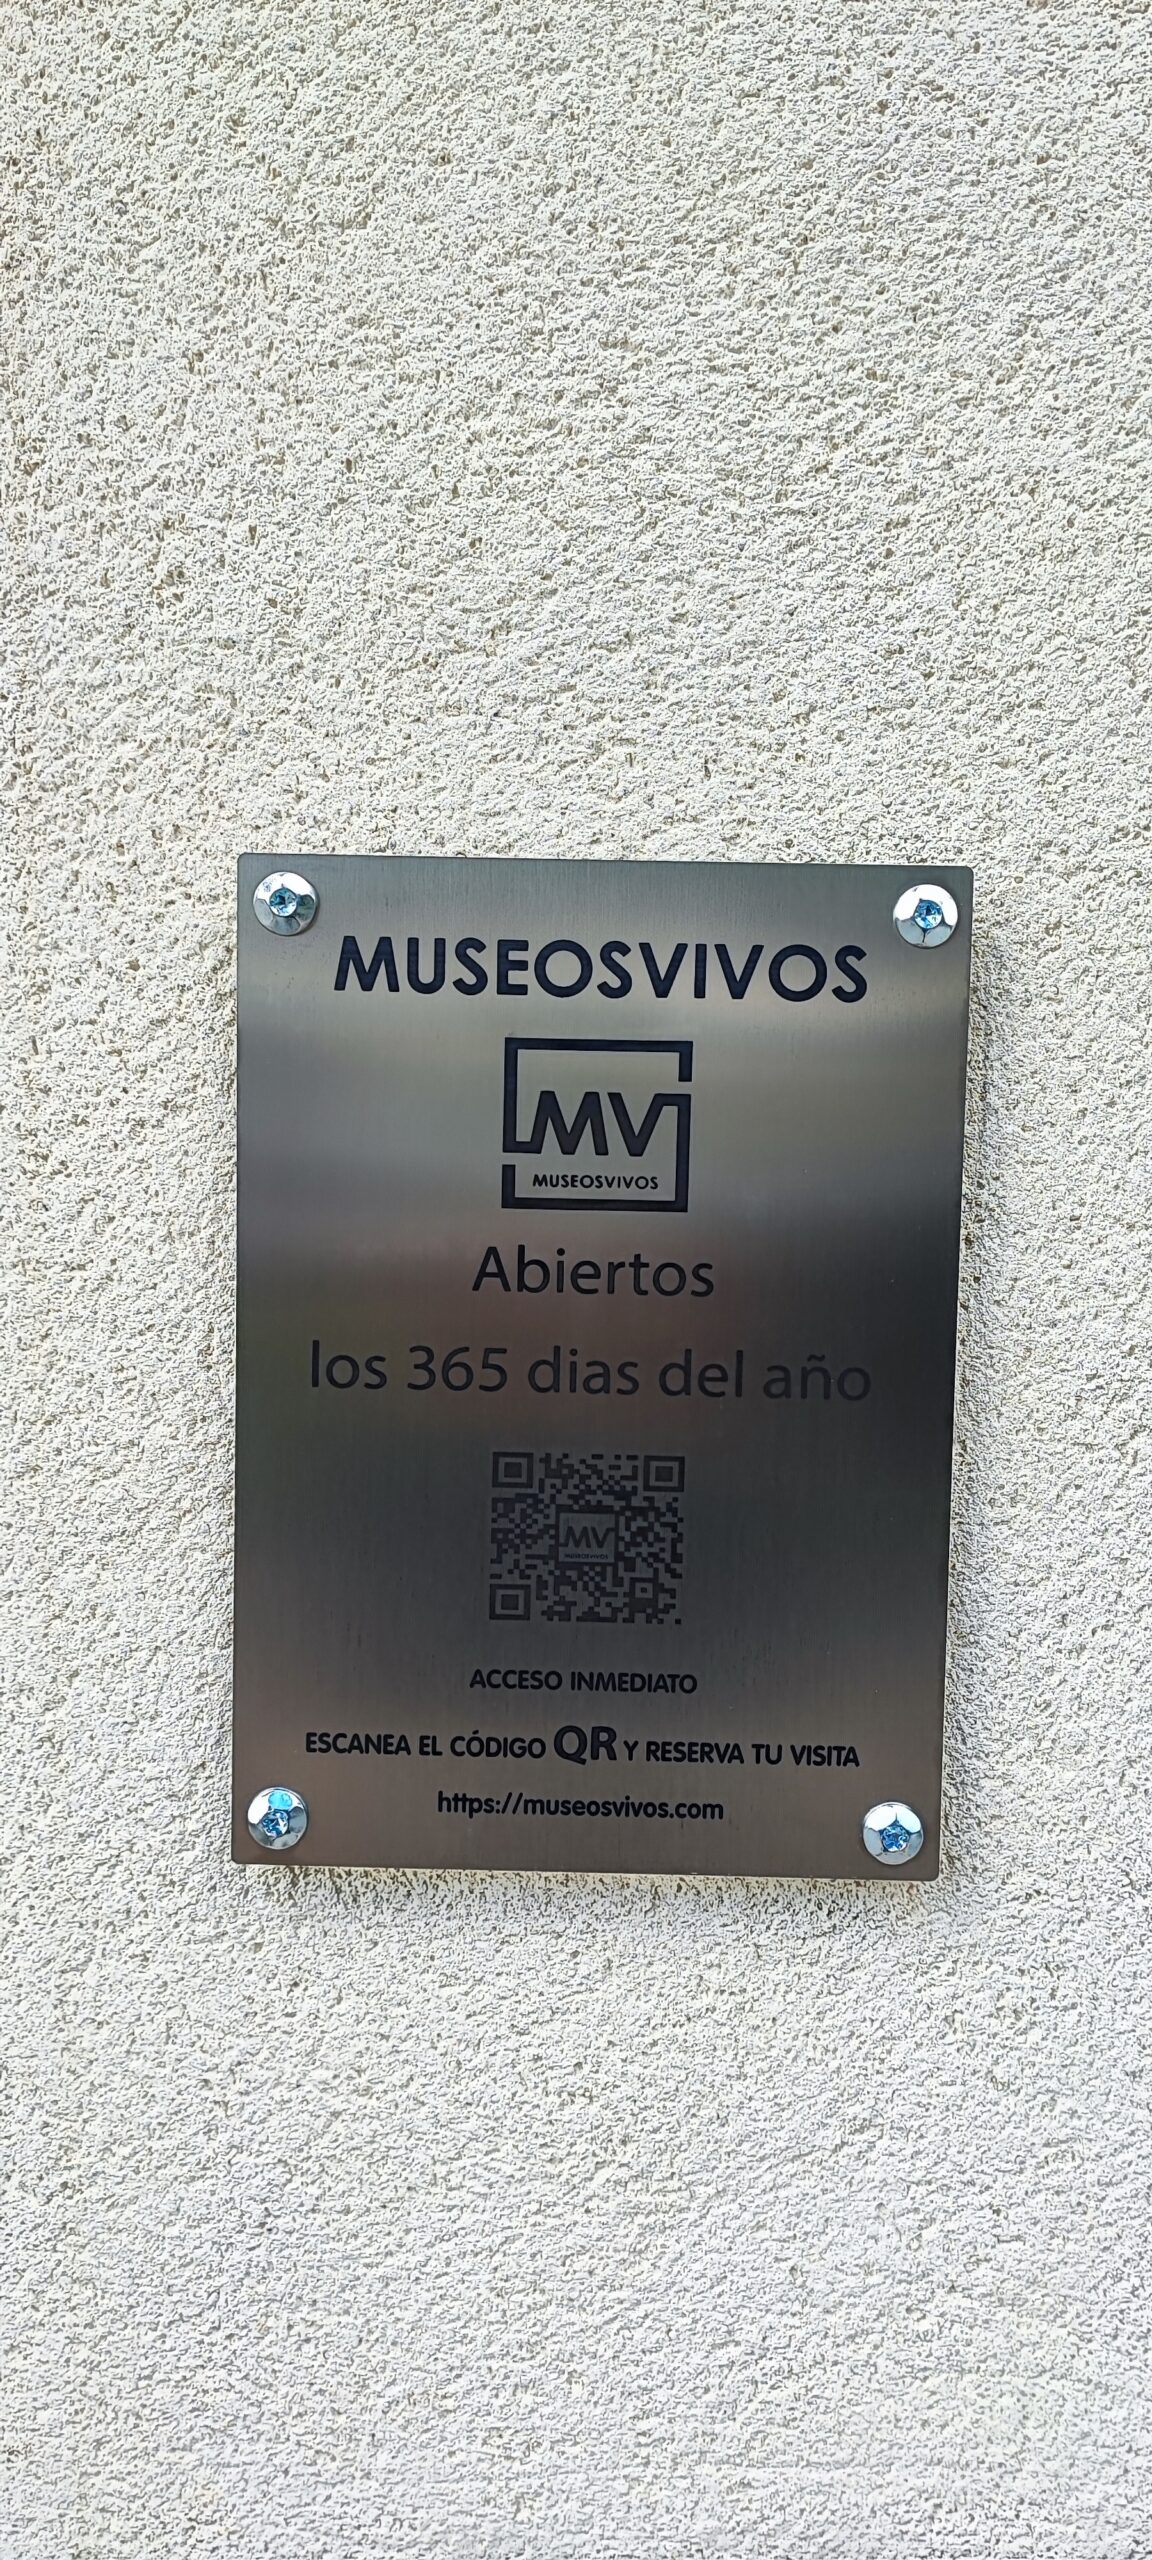 MUSEOSVIVOS
MV
MUSEOSVIVOS
Abiertos
los 365 dias del año
MV
MUSEOSVIVOS
ACCESO INMEDIATO
ESCANEA EL CÓDIGO QR Y RESERVA TU VISITA
https://museosvivos.com